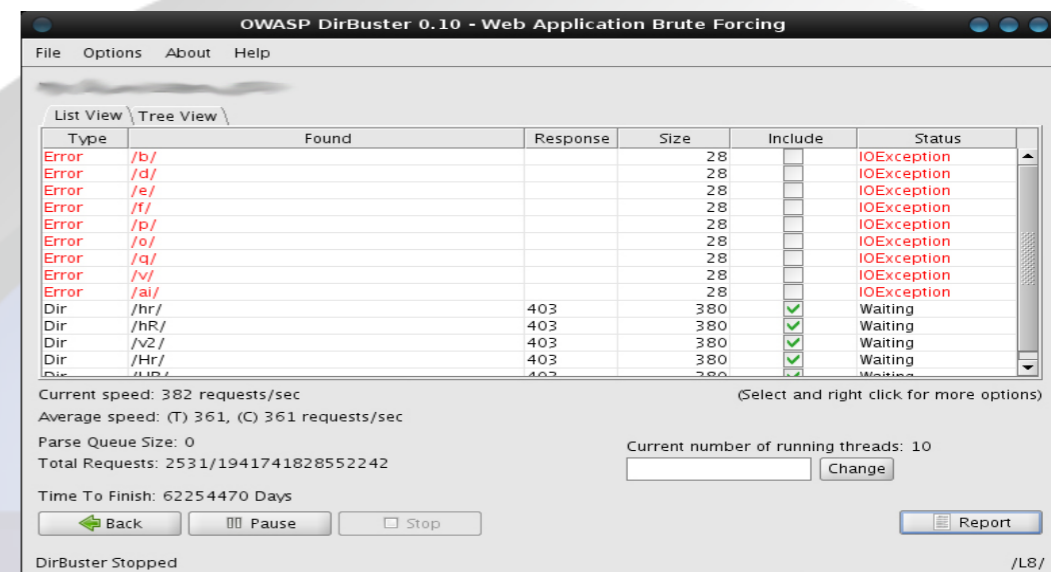 OWASP DirBuster 0.10 - Web Application Brute Forcing
File Options About Help
List View Tree View
Type Found Response Size Include Status
Error /b/ 28 IOException
Error /d/ 28 IOException
Error /e/ 28 IOException
Error /f/ 28 IOException
Error /p/ 28 IOException
Error /o/ 28 IOException
Error /q/ 28 IOException
Error /v/ 28 IOException
Error /ai/ 28 IOException
Dir /hr/ 403 380 Waiting
Dir /hR/ 403 380 Waiting
Dir /v2/ 403 380 Waiting
Dir /Hr/ 403 380 Waiting
Dir /HR/ 403 380 Waiting
Current speed: 382 requests/sec (Select and right click for more options)
Average speed: (T) 361, (C) 361 requests/sec
Parse Queue Size: 0
Current number of running threads: 10
Total Requests: 2531/1941741828552242
Change
Time To Finish: 62254470 Days
Back Pause Stop Report
DirBuster Stopped /L8/